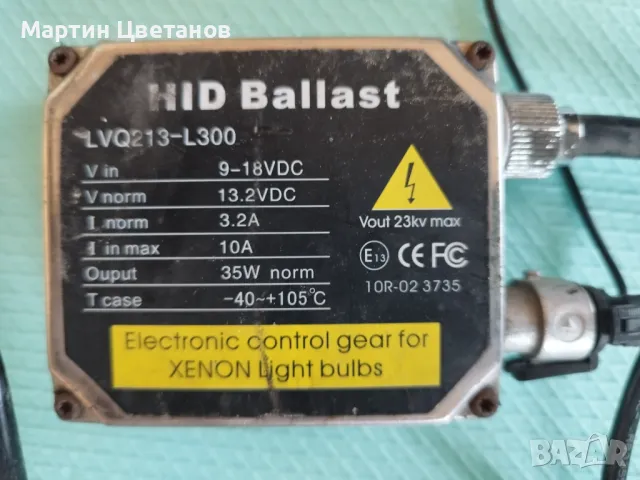 Мартин Цветанов
HID Ballast
LVQ213-L300
V in 9-18VDC
V norm 13.2VDC
I norm 3.2A
I in max 10A
Ouput 35W norm
T case -40~+105℃
Vout 23kv max
E13 CE FC
10R-02 3735
Electronic control gear for
XENON Light bulbs
BAZAR
bg